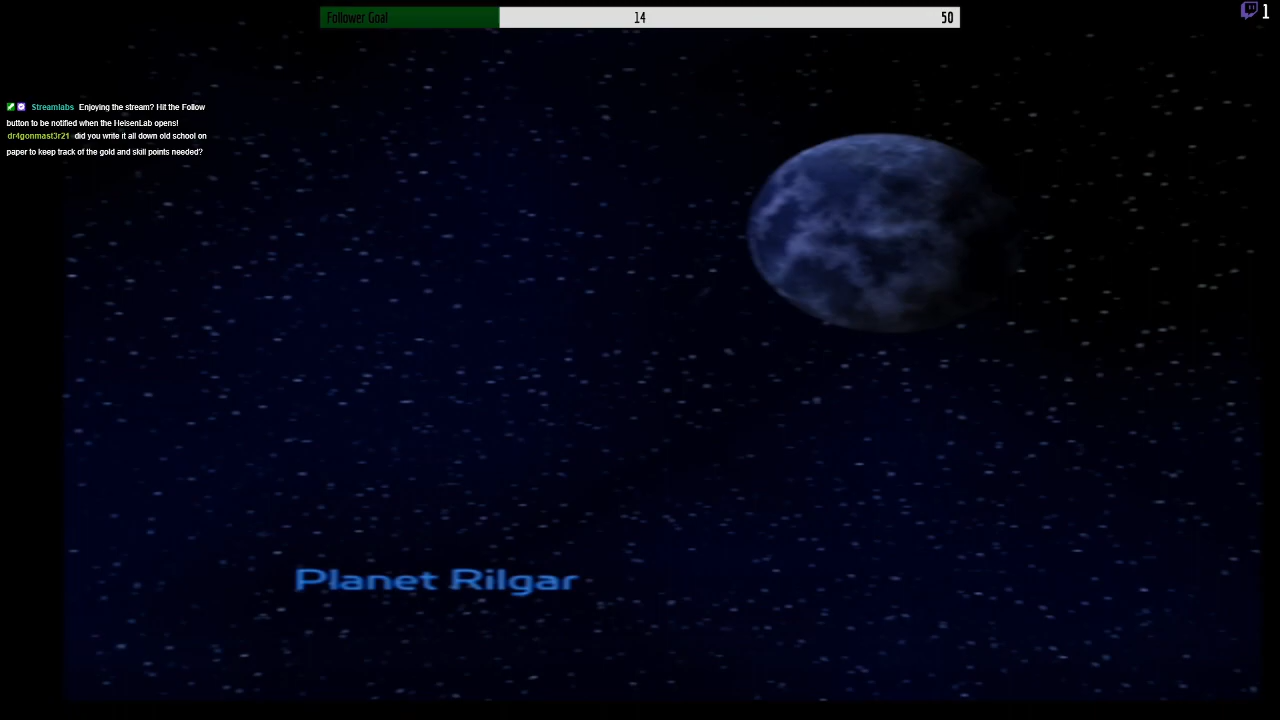 Follower Goal 14 50
1
Streamlabs Enjoying the stream? Hit the Follow
button to be notified when the HeisenLab opens!
dr4gonmast3r21 did you write it all down old school on
paper to keep track of the gold and skill points needed?
Planet Rilgar